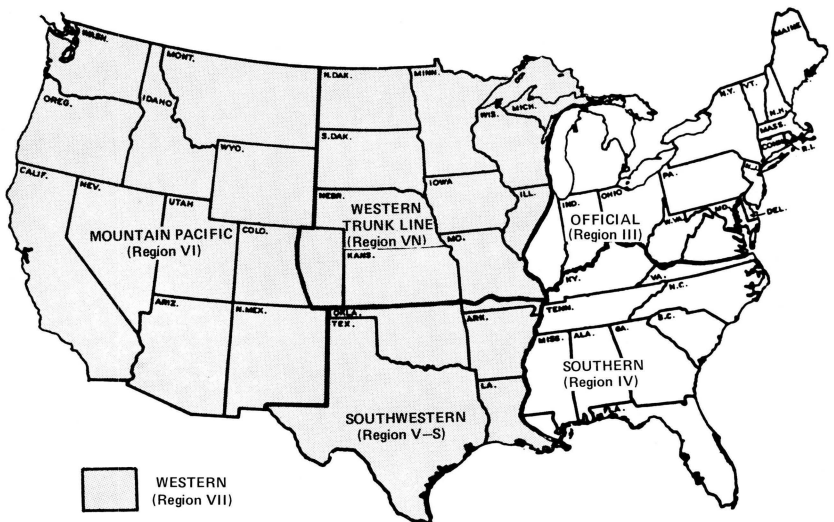 WASH.
MONT.
N.DAK.
MINN.
MAINE
OREG.
IDAHO
S.DAK.
WIS.
MICH.
N.Y.
VT.
N.H.
MASS.
CONN.
R.I.
WYO.
CALIF.
NEV.
UTAH
NEBR.
IOWA
ILL.
IND.
OHIO
PA.
N.J.
DEL.
MD.
W.VA.
WESTERN
TRUNK LINE
(Region VN)
OFFICIAL
(Region III)
MOUNTAIN PACIFIC
(Region VI)
COLO.
KANS.
MO.
KY.
VA.
ARIZ.
N.MEX.
OKLA.
TEX.
ARK.
TENN.
N.C.
S.C.
MISS.
ALA.
GA.
LA.
SOUTHERN
(Region IV)
SOUTHWESTERN
(Region V–S)
WESTERN
(Region VII)